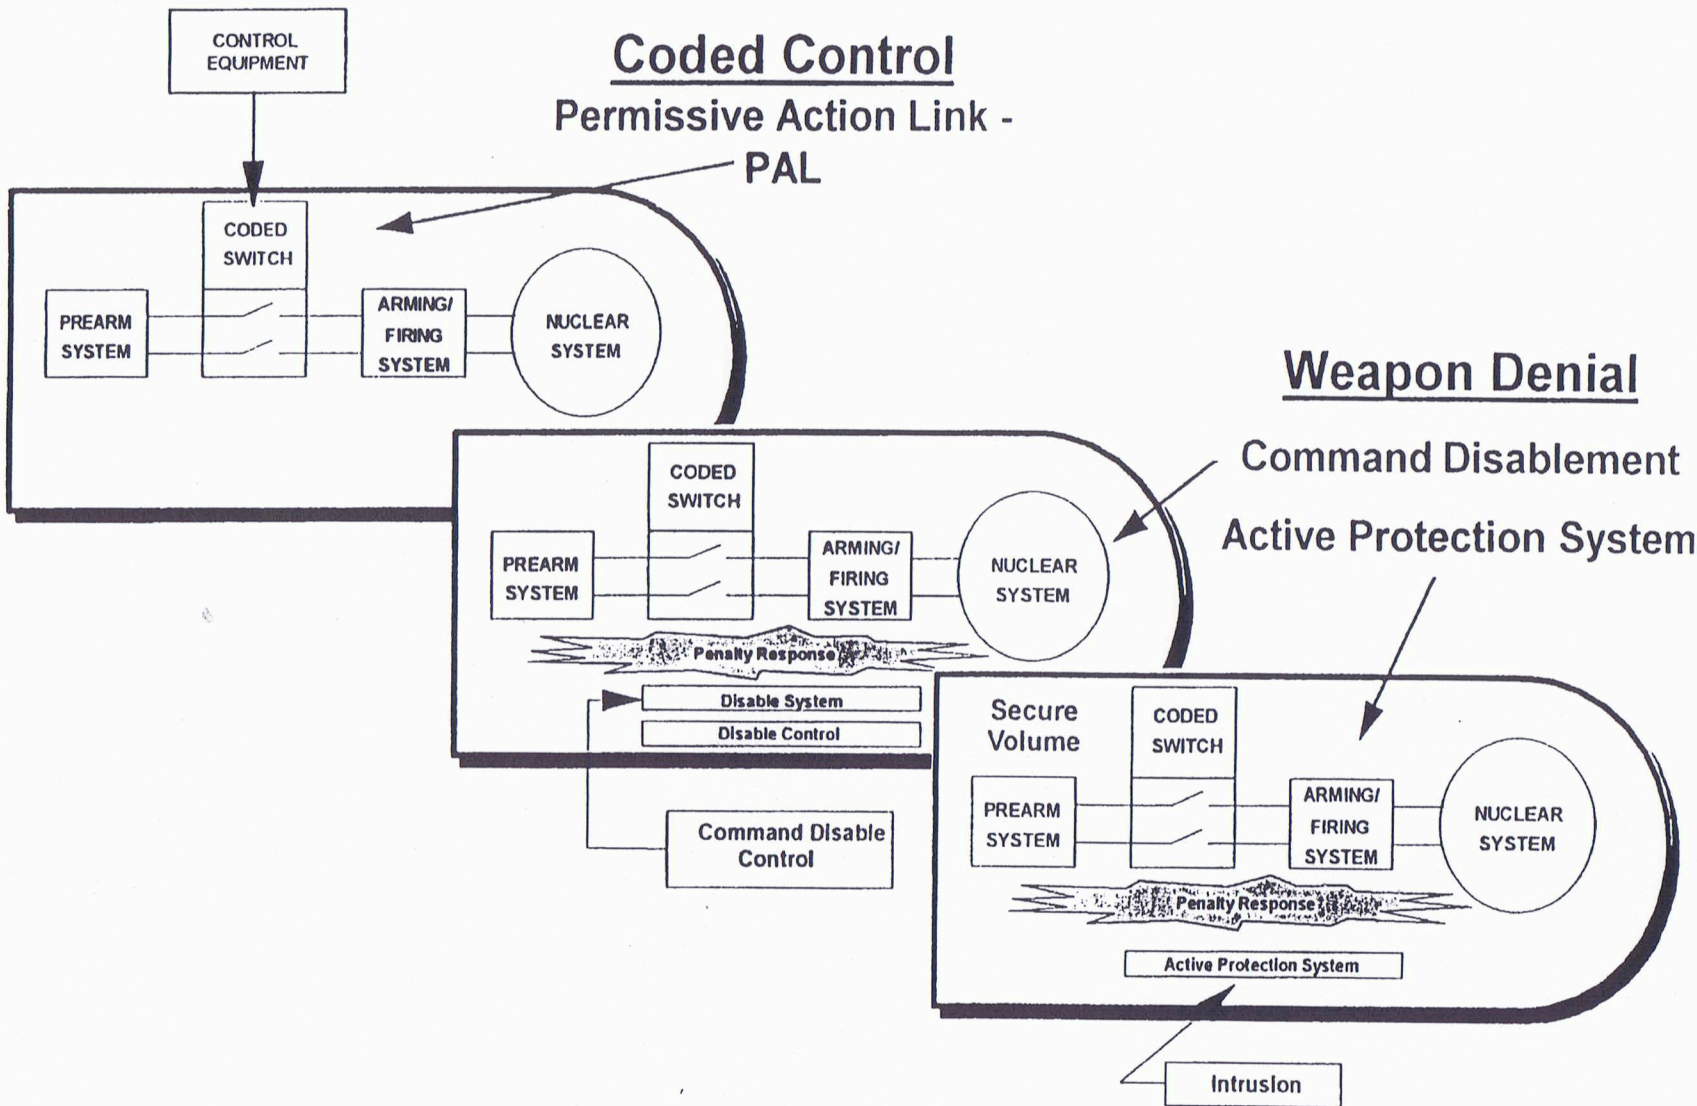 CONTROL
EQUIPMENT
Coded Control
Permissive Action Link -
PAL
CODED
SWITCH
PREARM
SYSTEM
ARMING/
FIRING
SYSTEM
NUCLEAR
SYSTEM
Weapon Denial
Command Disablement
Active Protection System
CODED
SWITCH
PREARM
SYSTEM
ARMING/
FIRING
SYSTEM
NUCLEAR
SYSTEM
Penalty Response
Disable System
Disable Control
Command Disable
Control
Secure
Volume
CODED
SWITCH
PREARM
SYSTEM
ARMING/
FIRING
SYSTEM
NUCLEAR
SYSTEM
Penalty Response
Active Protection System
Intrusion